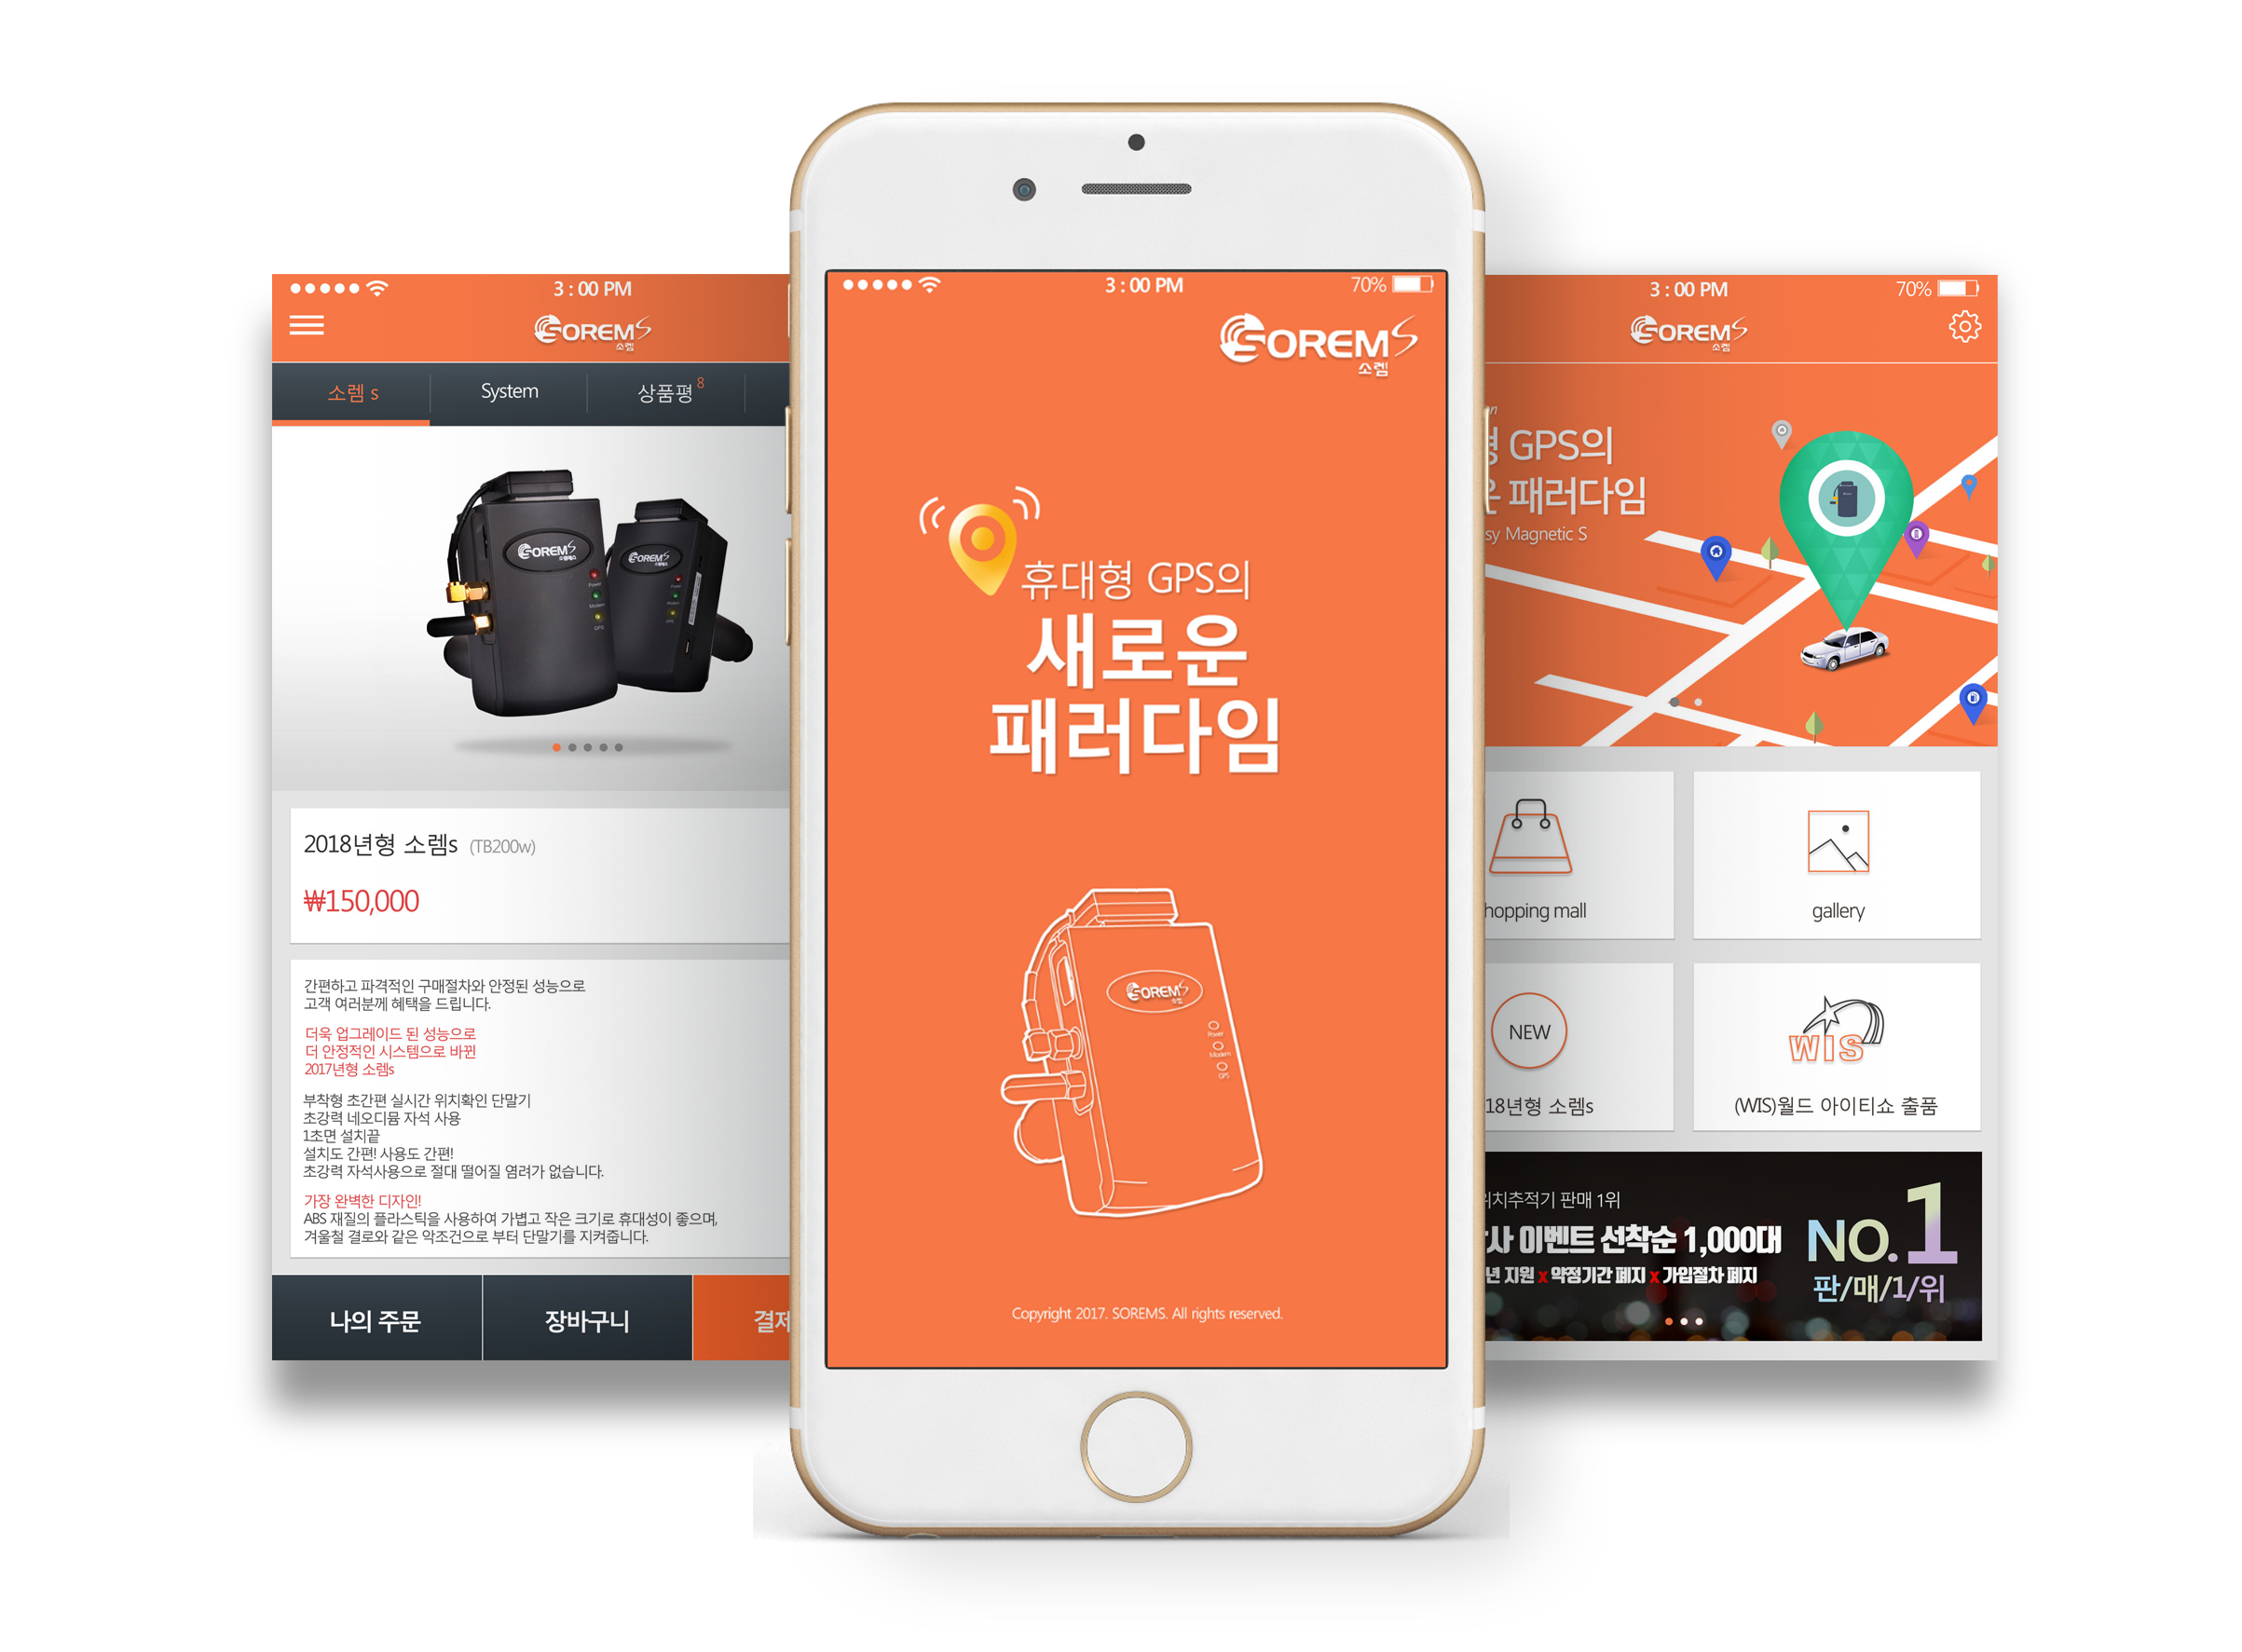 3 : 00 PM
SOREMS
소렘
소렘 s
System
상품평 8
SOREMS
소렘에스
Power
Modem
GPS
SOREMS
Power
Modem
GPS
2018년형 소렘s (TB200w)
₩150,000
간편하고 파격적인 구매절차와 안정된 성능으로
고객 여러분께 혜택을 드립니다.
더욱 업그레이드 된 성능으로
더 안정적인 시스템으로 바뀐
2017년형 소렘s
부착형 초간편 실시간 위치확인 단말기
초강력 네오디뮴 자석 사용
1초면 설치끝
설치도 간편! 사용도 간편!
초강력 자석사용으로 절대 떨어질 염려가 없습니다.
가장 완벽한 디자인!
ABS 재질의 플라스틱을 사용하여 가볍고 작은 크기로 휴대성이 좋으며,
겨울철 결로와 같은 악조건으로 부터 단말기를 지켜줍니다.
나의 주문
장바구니
결제
3 : 00 PM
70%
SOREMS
소렘
휴대형 GPS의
새로운
패러다임
SOREMS
소렘
Power
Modem
GPS
Copyright 2017. SOREMS. All rights reserved.
3 : 00 PM
70%
SOREMS
소렘
GPS의
패러다임
sy Magnetic S
hopping mall
gallery
NEW
18년형 소렘s
WIS
(WIS)월드 아이티쇼 출품
위치추적기 판매 1위
사 이벤트 선착순 1,000대
년 지원 x 약정기간 폐지 x 가입절차 폐지
NO.1
판/매/1/위